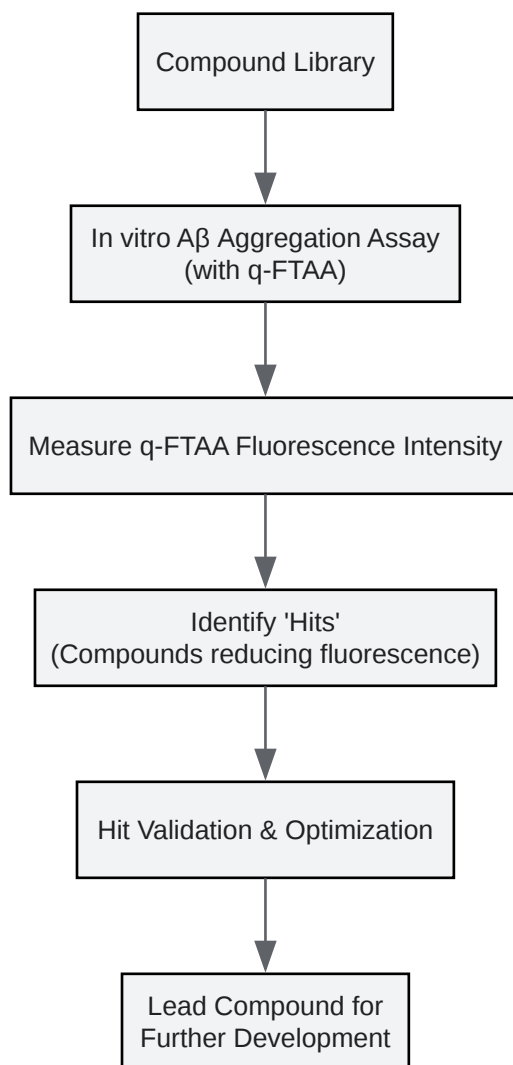 Compound Library
In vitro Aβ Aggregation Assay
(with q-FTAA)
Measure q-FTAA Fluorescence Intensity
Identify 'Hits'
(Compounds reducing fluorescence)
Hit Validation & Optimization
Lead Compound for
Further Development